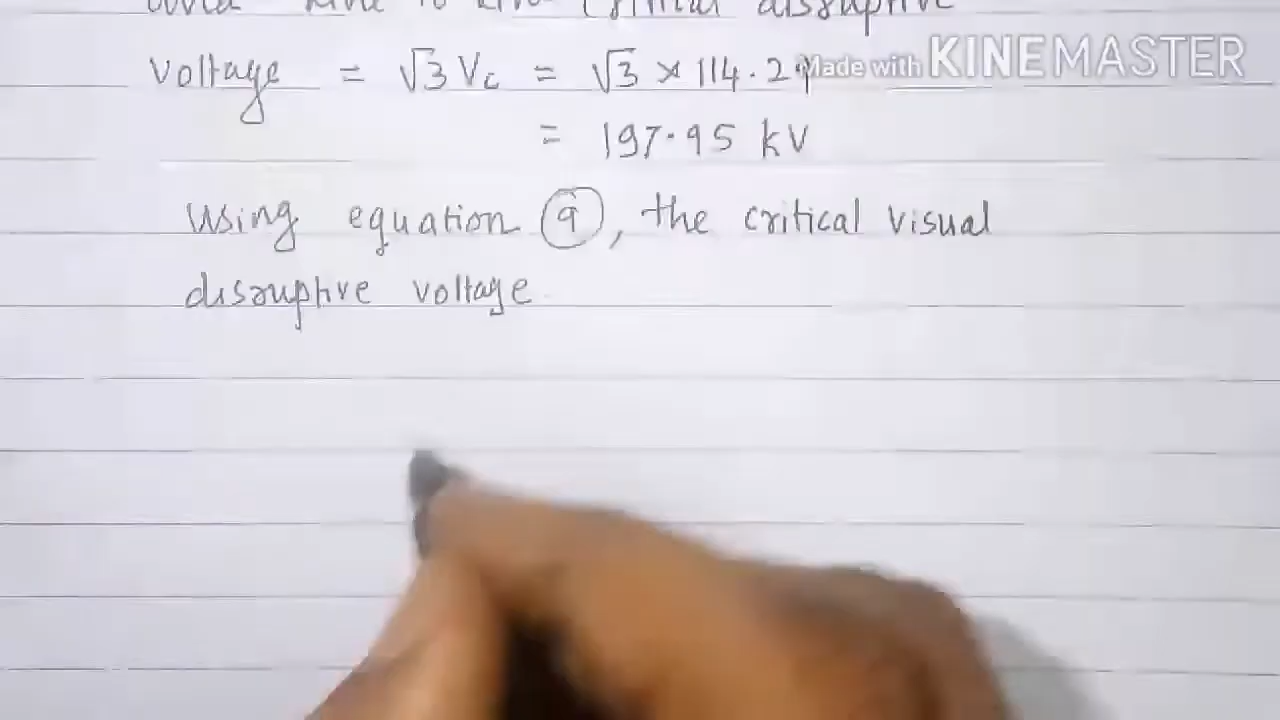 disruptive
Voltage = √3 Vc = √3 × 114.29
Made with KINEMASTER
= 197.95 kV
Using equation 9, the critical visual
disruptive voltage.